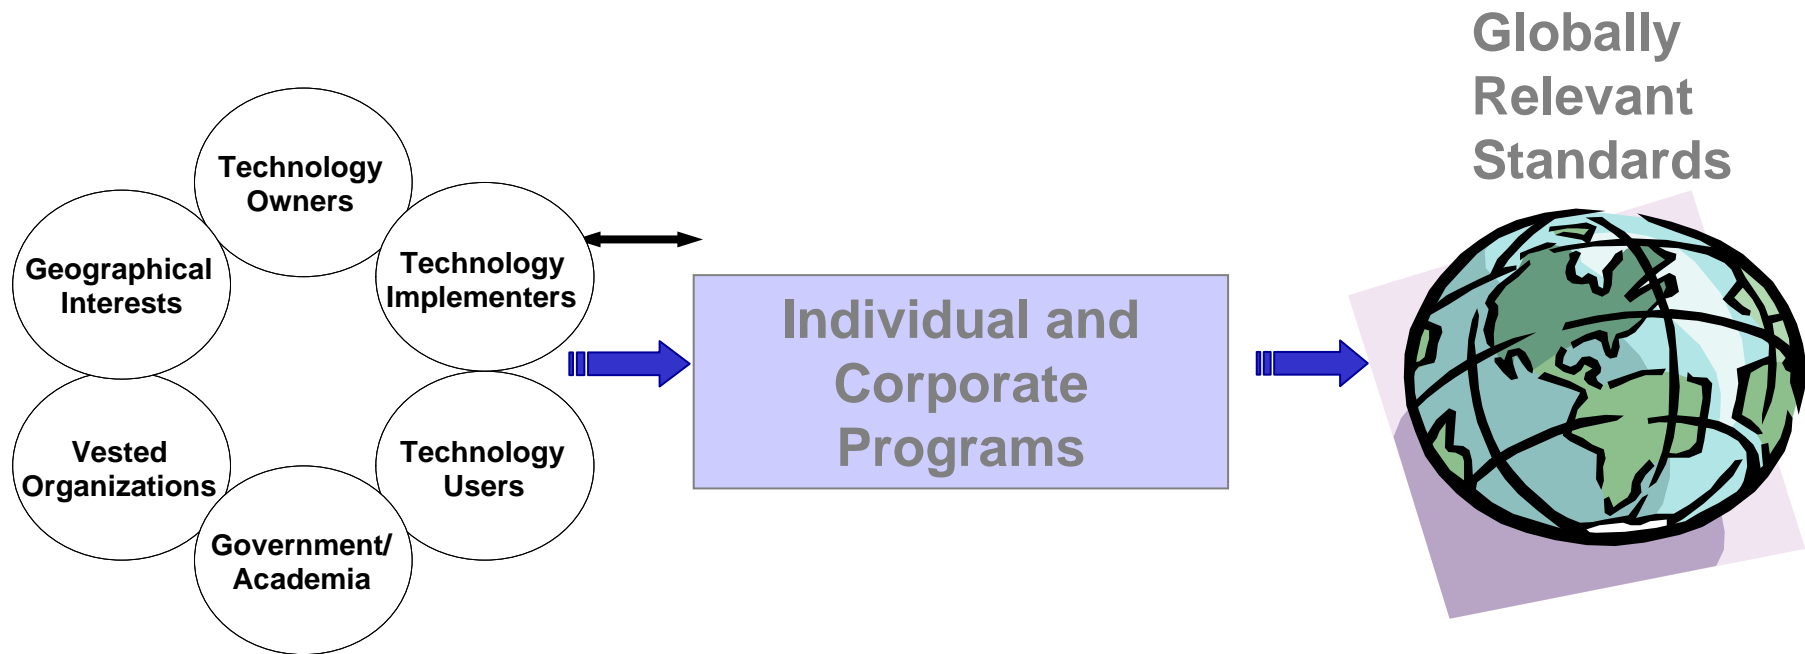 Technology
Owners
Geographical
Interests
Technology
Implementers
Vested
Organizations
Technology
Users
Government/
Academia
Individual and
Corporate
Programs
Globally
Relevant
Standards